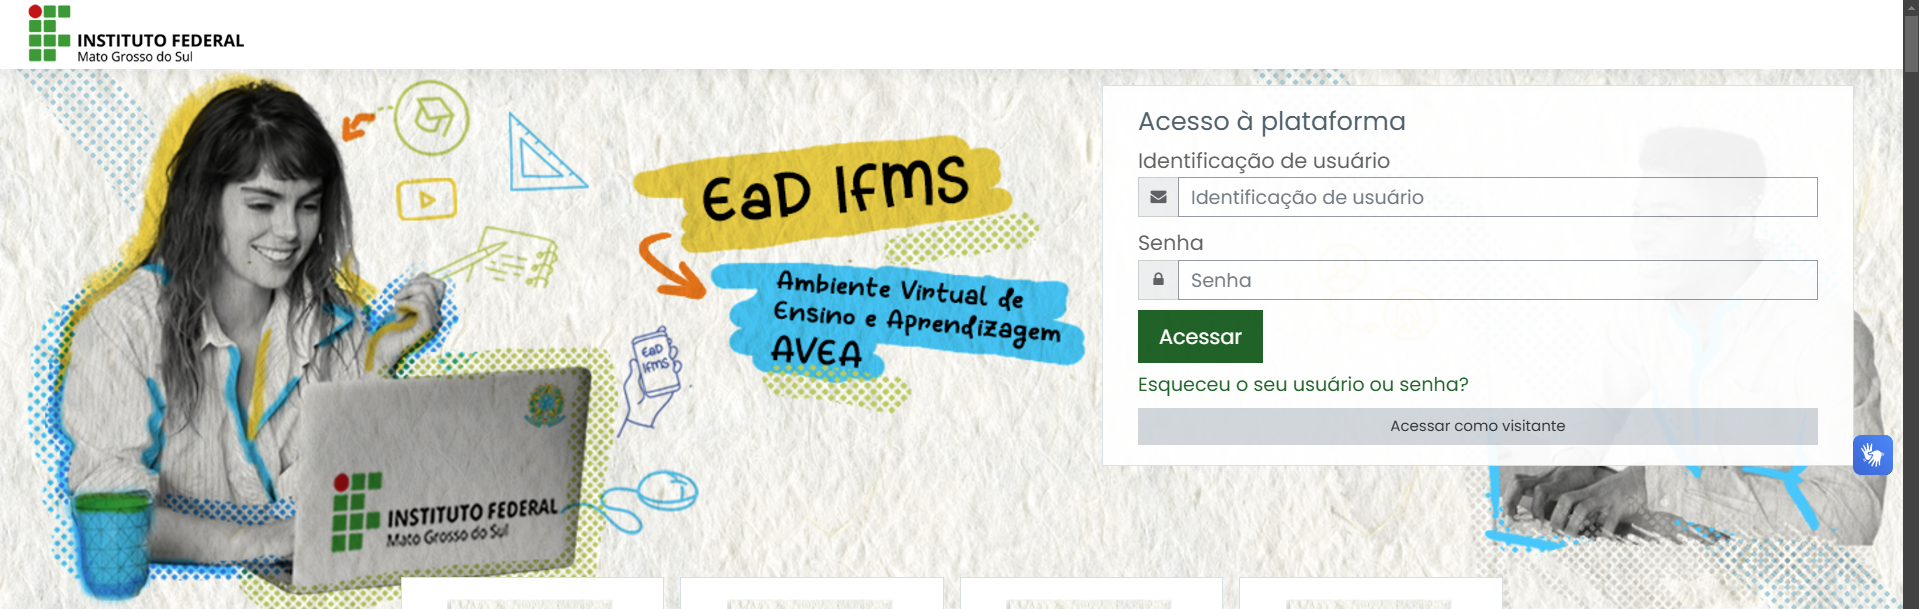 INSTITUTO FEDERAL
Mato Grosso do Sul
EaD IFMS
Ambiente Virtual de
Ensino e Aprendizagem
AVEA
EaD
IFMS
INSTITUTO FEDERAL
Mato Grosso do Sul
Acesso à plataforma
Identificação de usuário
Identificação de usuário
Senha
Senha
Acessar
Esqueceu o seu usuário ou senha?
Acessar como visitante